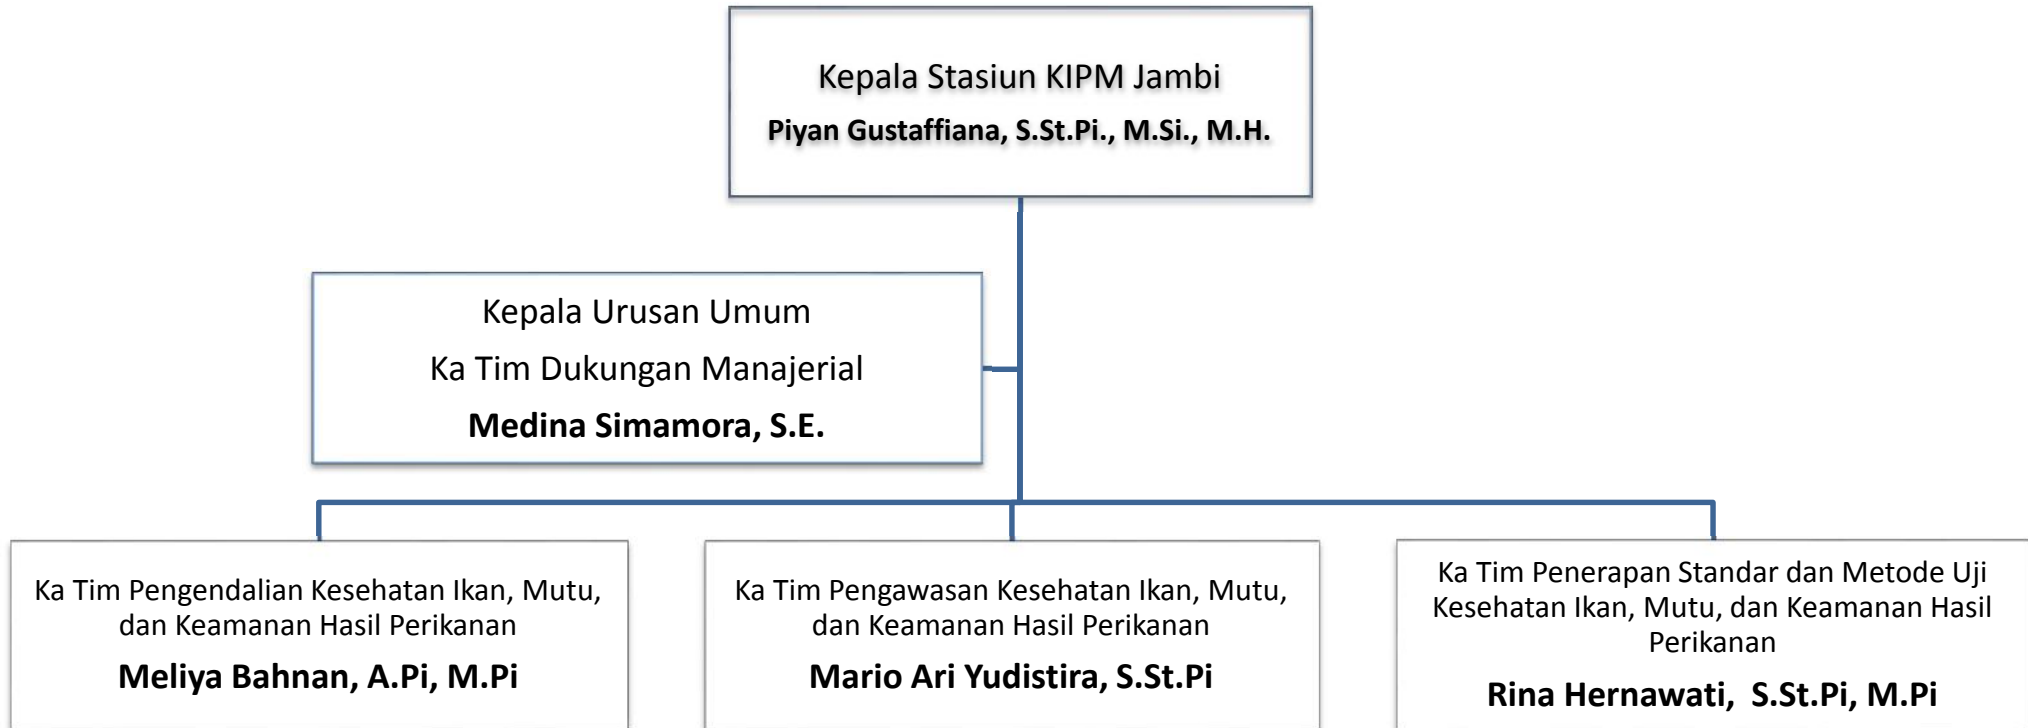 Kepala Stasiun KIPM Jambi
Piyan Gustaffiana, S.St.Pi., M.Si., M.H.
Kepala Urusan Umum
Ka Tim Dukungan Manajerial
Medina Simamora, S.E.
Ka Tim Pengendalian Kesehatan Ikan, Mutu,
dan Keamanan Hasil Perikanan
Meliya Bahnan, A.Pi, M.Pi
Ka Tim Pengawasan Kesehatan Ikan, Mutu,
dan Keamanan Hasil Perikanan
Mario Ari Yudistira, S.St.Pi
Ka Tim Penerapan Standar dan Metode Uji
Kesehatan Ikan, Mutu, dan Keamanan Hasil
Perikanan
Rina Hernawati, S.St.Pi, M.Pi